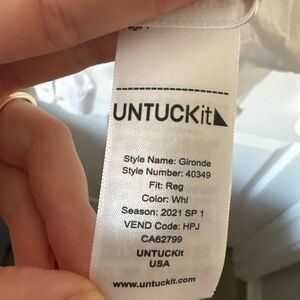 UNTUCKit
Style Name: Gironde
Style Number: 40349
Fit: Reg
Color: Whl
Season: 2021 SP 1
VEND Code: HPJ
CA62799
UNTUCKit
USA
www.untuckit.com